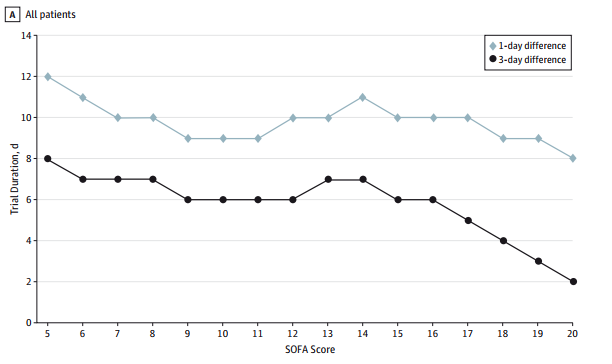 A All patients
14
12
10
8
6
4
2
0
Trial Duration, d
1-day difference
3-day difference
5 6 7 8 9 10 11 12 13 14 15 16 17 18 19 20
SOFA Score